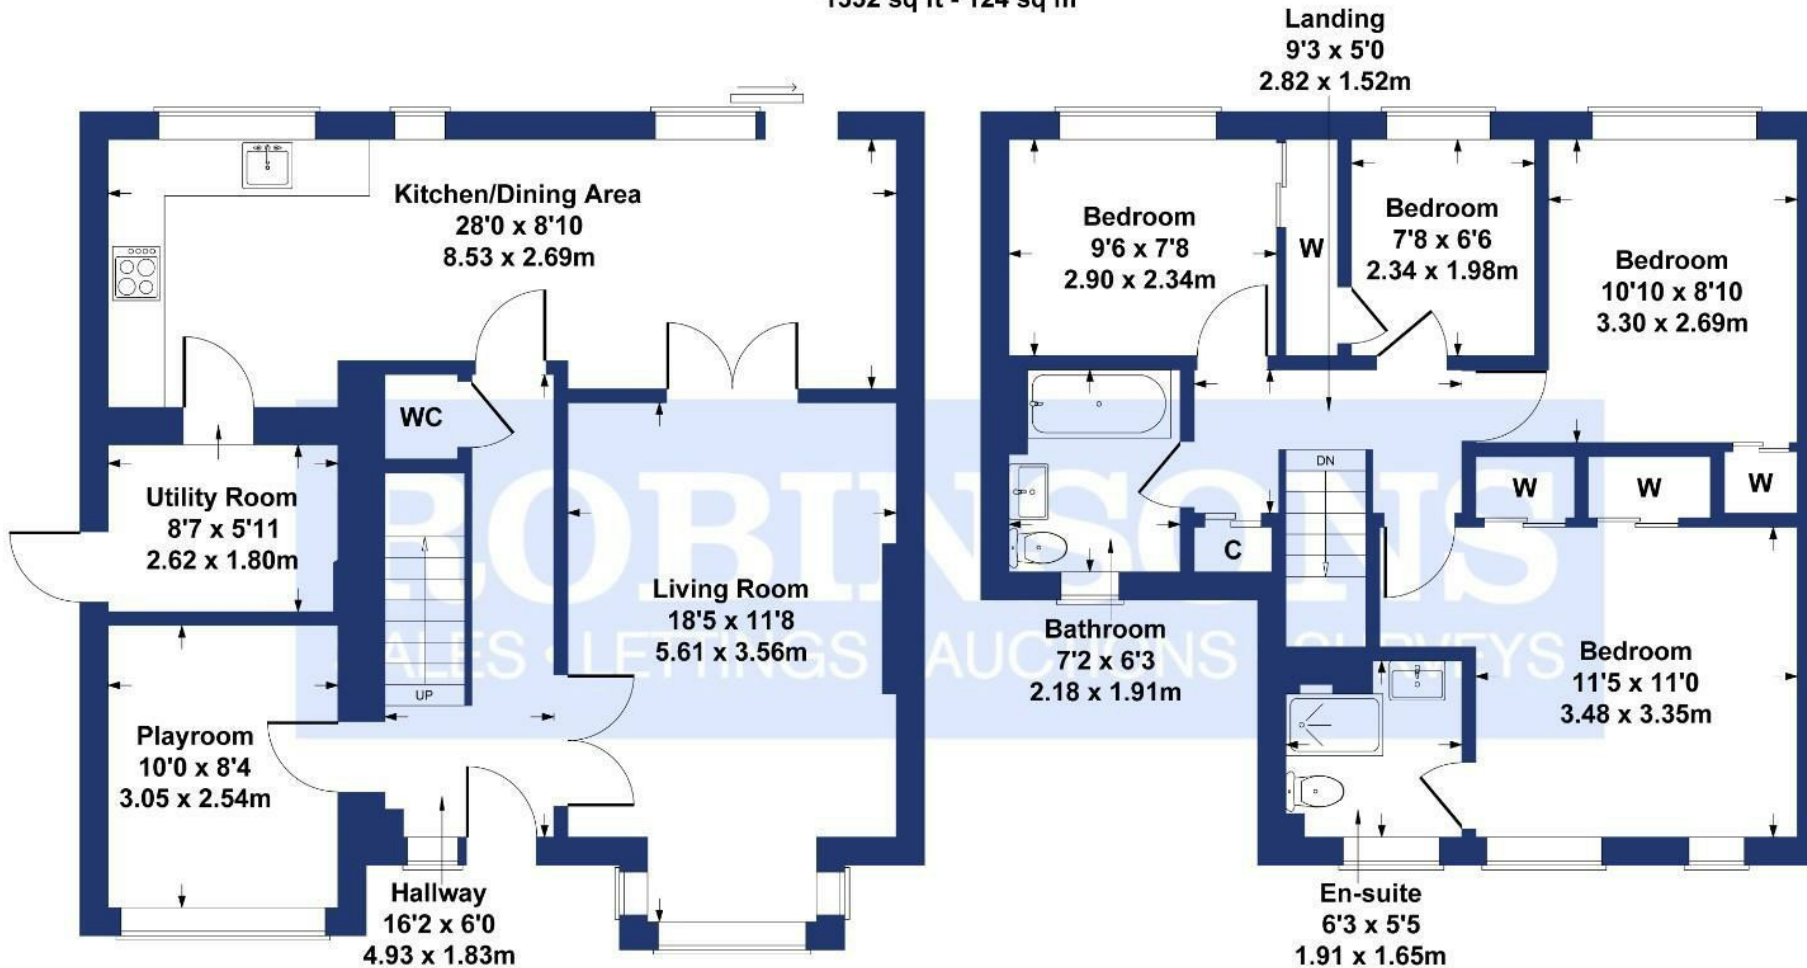 Landing
9'3 x 5'0
2.82 x 1.52m
Kitchen/Dining Area
28'0 x 8'10
8.53 x 2.69m
Bedroom
9'6 x 7'8
2.90 x 2.34m
W
Bedroom
7'8 x 6'6
2.34 x 1.98m
Bedroom
10'10 x 8'10
3.30 x 2.69m
WC
DN
Utility Room
8'7 x 5'11
2.62 x 1.80m
W
W
W
ROBINSONS
C
Living Room
18'5 x 11'8
5.61 x 3.56m
SALES • LETTINGS AUCTIONS SURVEYS
UP
Bathroom
7'2 x 6'3
2.18 x 1.91m
Bedroom
11'5 x 11'0
3.48 x 3.35m
Playroom
10'0 x 8'4
3.05 x 2.54m
Hallway
16'2 x 6'0
4.93 x 1.83m
En-suite
6'3 x 5'5
1.91 x 1.65m